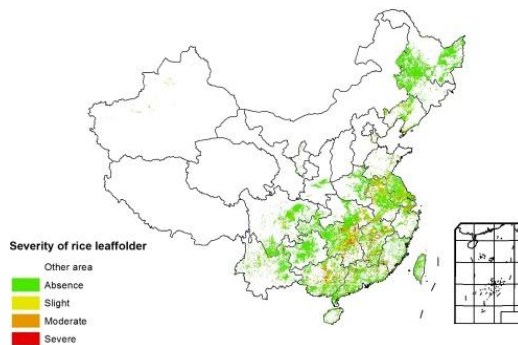 Severity of rice leaffolder
Other area
Absence
Slight
Moderate
Severe